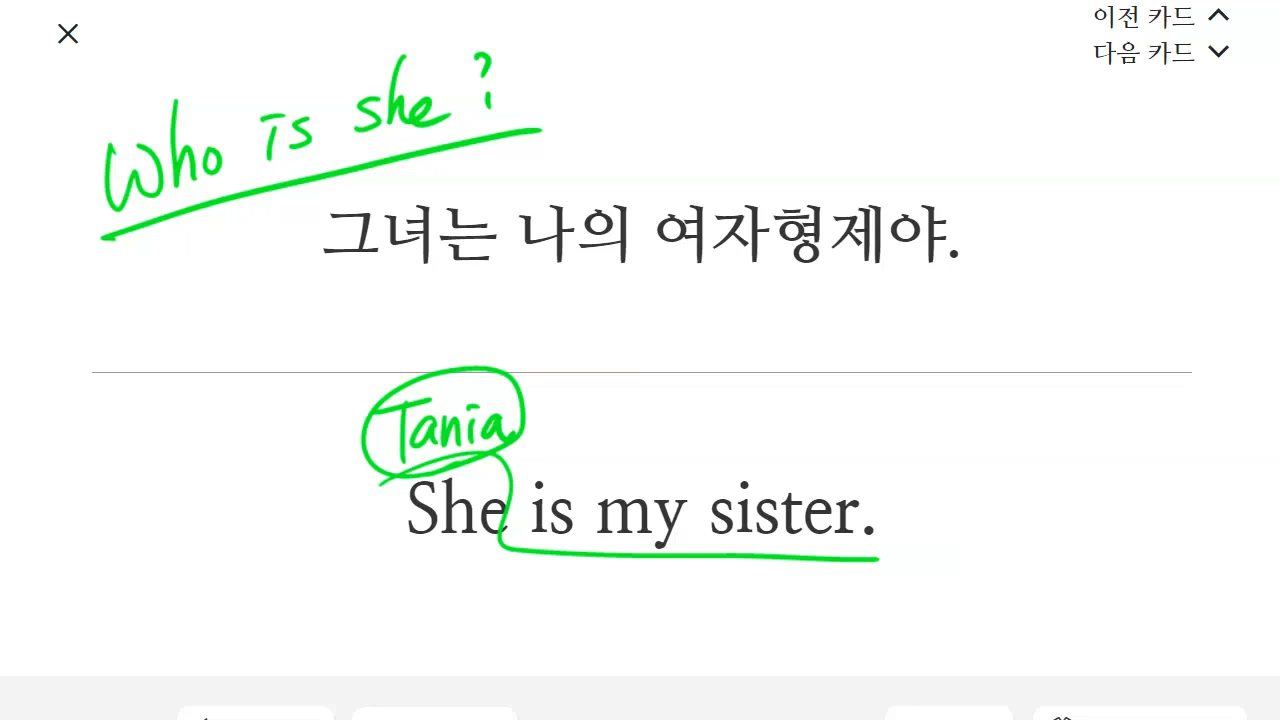 이전 카드
다음 카드
Who is she?
그녀는 나의 여자형제야.
Tania
She is my sister.